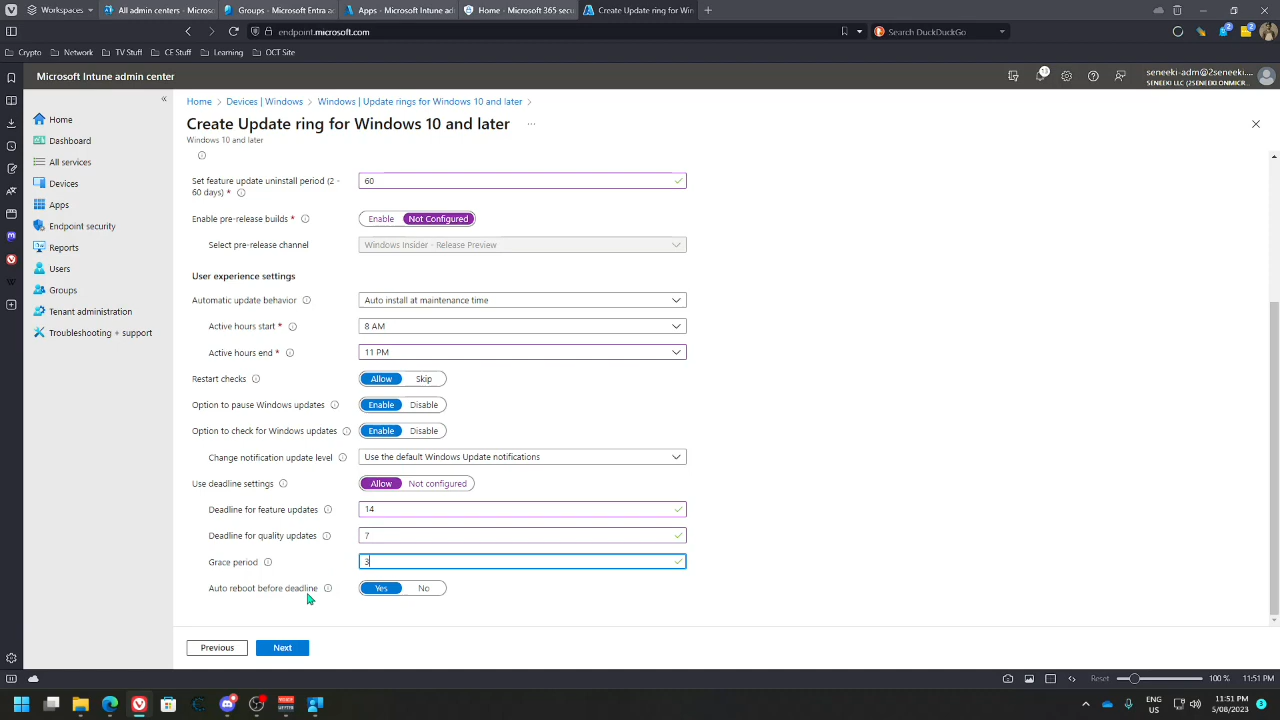 Workspaces
All admin centers - Micros
Groups - Microsoft Entra a
Apps - Microsoft Intune adm
Home - Microsoft 365 secu
Create Update ring for Win
endpoint.microsoft.com
Search DuckDuckGo
2
2
Crypto
Network
TV Stuff
CE Stuff
Learning
OCT Site
Microsoft Intune admin center
seneeki-adm@2seneeki....
SENEEKI LLC (2SENEEKI.ONMICR...
Home
Dashboard
All services
Devices
Apps
Endpoint security
Reports
Users
Groups
Tenant administration
Troubleshooting + support
Home > Devices | Windows > Windows | Update rings for Windows 10 and later >
Create Update ring for Windows 10 and later ...
Windows 10 and later
Set feature update uninstall period (2 - 60
60 days) *
Enable pre-release builds * Enable Not Configured
Select pre-release channel Windows Insider - Release Preview
User experience settings
Automatic update behavior Auto install at maintenance time
Active hours start * 8 AM
Active hours end * 11 PM
Restart checks Allow Skip
Option to pause Windows updates Enable Disable
Option to check for Windows updates Enable Disable
Change notification update level Use the default Windows Update notifications
Use deadline settings Allow Not configured
Deadline for feature updates 14
Deadline for quality updates 7
Grace period 3
Auto reboot before deadline Yes No
Previous Next
Reset 100 % 11:51 PM
ENG
US
11:51 PM
5/08/2023
3